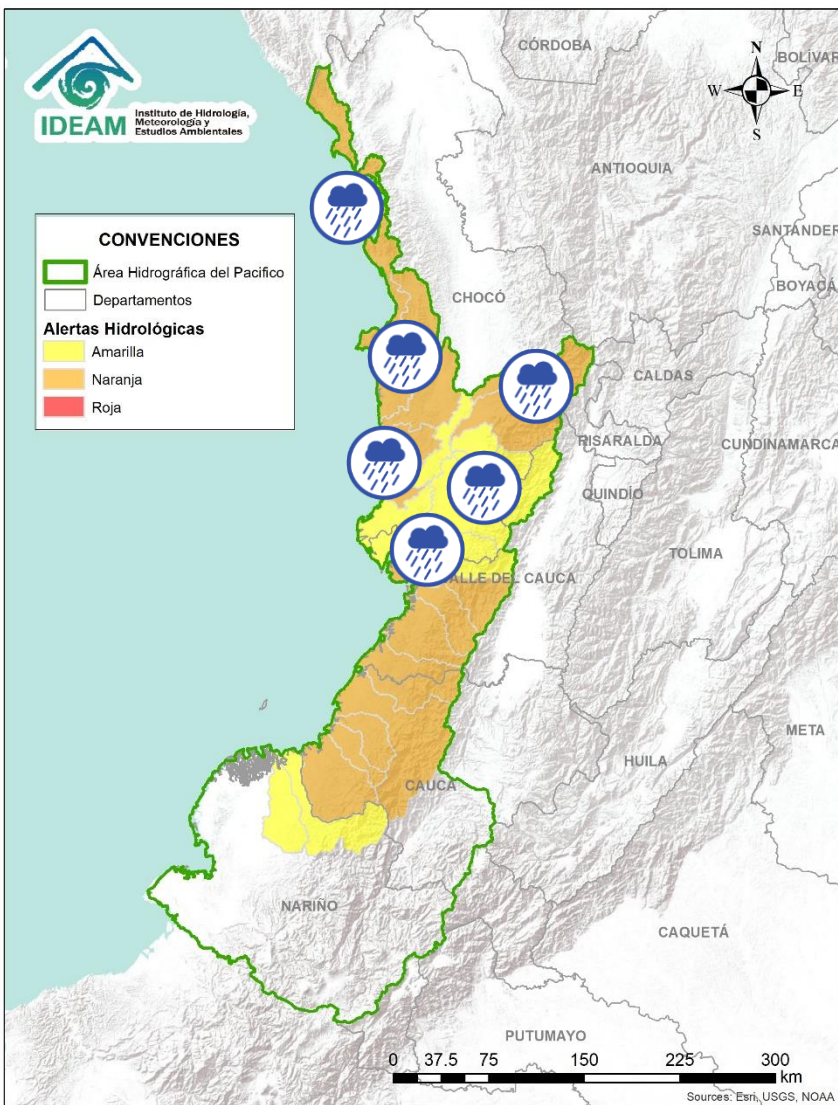 IDEAM
Instituto de Hidrología,
Meteorología y
Estudios Ambientales
CÓRDOBA
BOLÍVAR
N
W
E
S
ANTIOQUIA
SANTANDER
BOYACÁ
CONVENCIONES
Área Hidrográfica del Pacifico
Departamentos
Alertas Hidrológicas
Amarilla
Naranja
Roja
CHOCÓ
CALDAS
RISARALDA
CUNDINAMARCA
QUINDÍO
TOLIMA
ALLE DEL CAUCA
META
HUILA
CAUCA
NARIÑO
CAQUETÁ
PUTUMAYO
0 37.5 75 150 225 300
km
Sources: Esri, USGS, NOAA